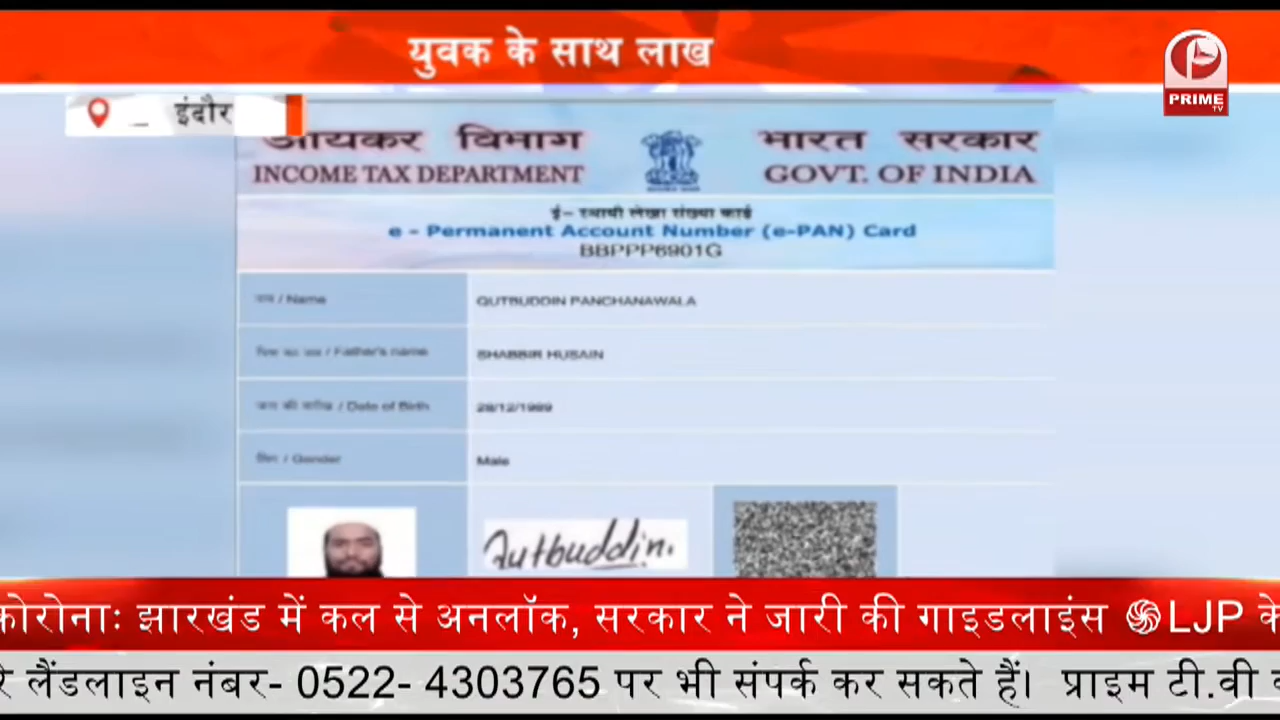 युवक के साथ लाख
PRIME
TV
इंदौर
आयकर विभाग
भारत सरकार
INCOME TAX DEPARTMENT
GOVT. OF INDIA
ई- स्थायी लेखा संख्या कार्ड
e - Permanent Account Number (e-PAN) Card
BBPPP6901G
नाम / Name
QUTBUDDIN PANCHANAWALA
/ Father's name
SHABBIR HUSAIN
/ Date of Birth
28/12/1989
/ Gender
Male
Qutbuddin.
कोरोनाः झारखंड में कल से अनलॉक, सरकार ने जारी की गाइडलाइंस LJP के
रे लैंडलाइन नंबर- 0522- 4303765 पर भी संपर्क कर सकते हैं। प्राइम टी.वी